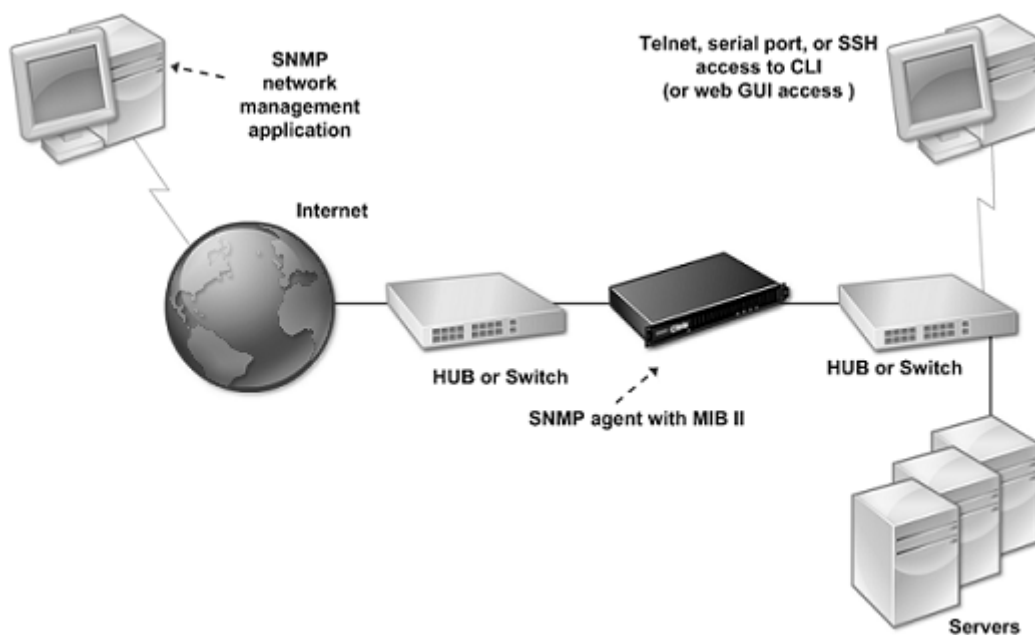 SNMP
network
management
application
Telnet, serial port, or SSH
access to CLI
(or web GUI access )
Internet
HUB or Switch
HUB or Switch
SNMP agent with MIB II
Servers